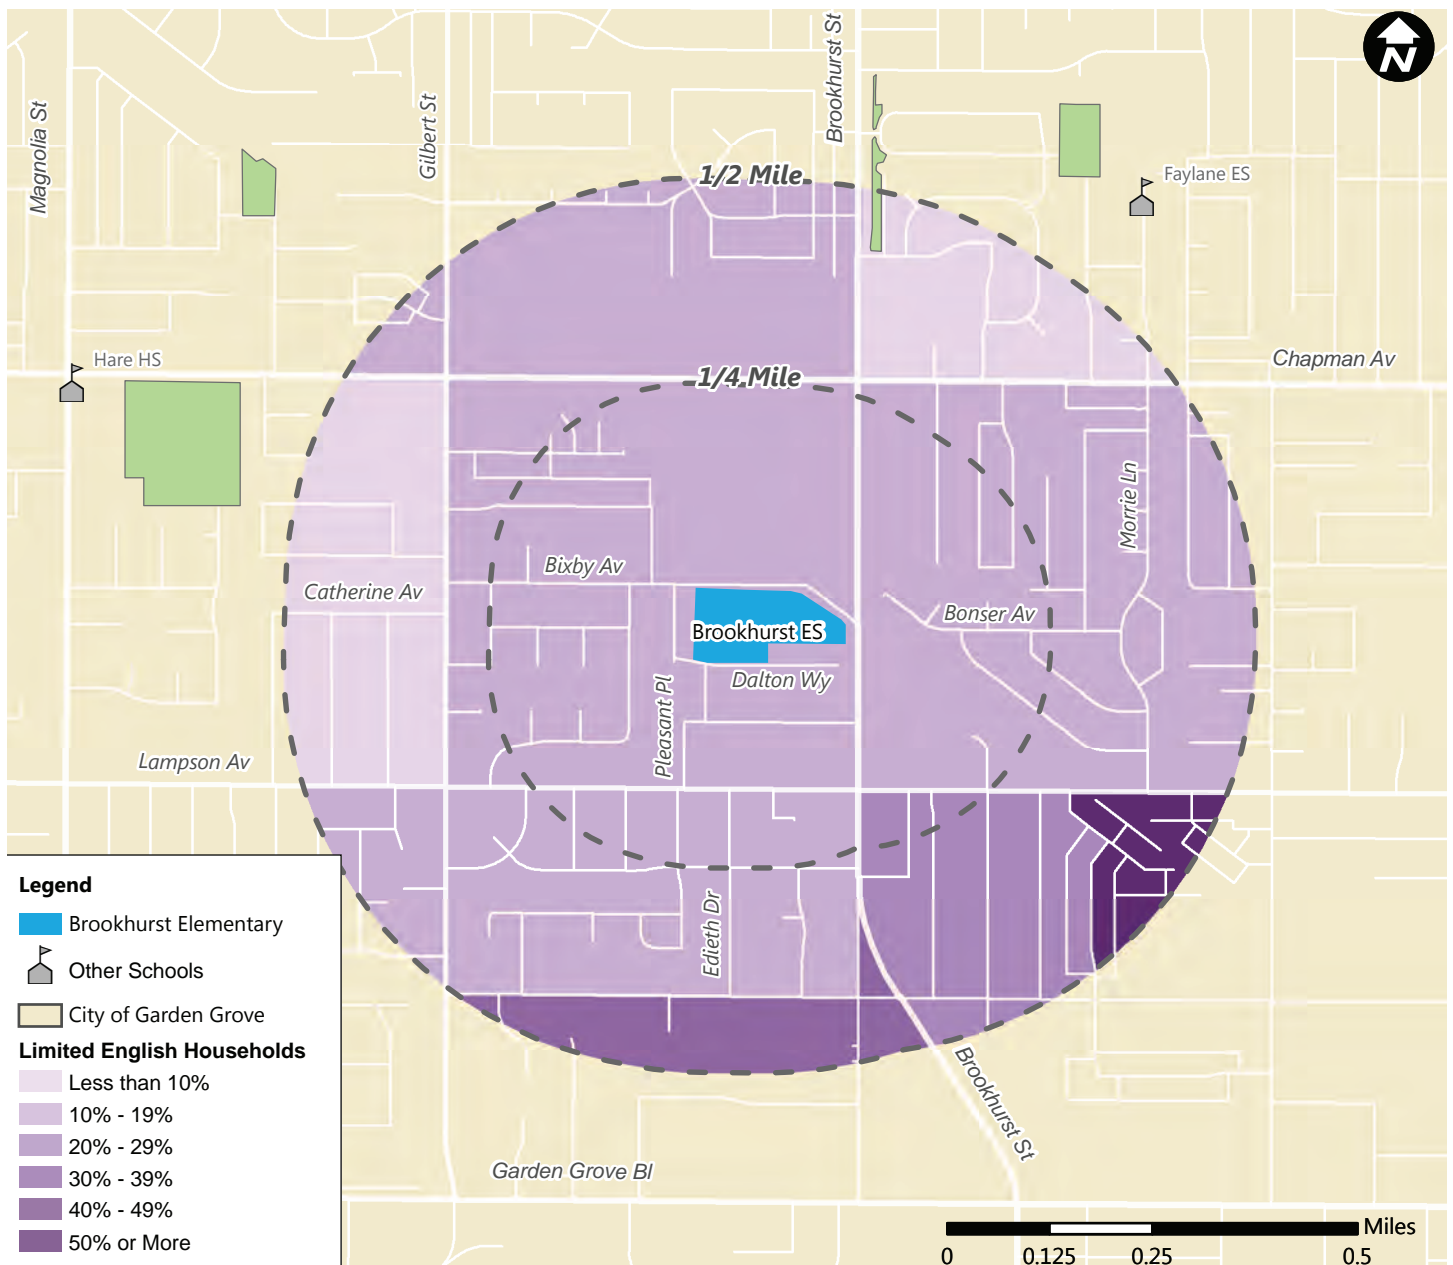 N
Magnolia St
Gilbert St
Brookhurst St
1/2 Mile
Faylane ES
Hare HS
1/4 Mile
Chapman Av
Morrie Ln
Bixby Av
Catherine Av
Bonser Av
Brookhurst ES
Dalton Wy
Pleasant Pl
Lampson Av
Edieth Dr
Brookhurst St
Garden Grove Bl
Legend
Brookhurst Elementary
Other Schools
City of Garden Grove
Limited English Households
Less than 10%
10% - 19%
20% - 29%
30% - 39%
40% - 49%
50% or More
Miles
0 0.125 0.25 0.5